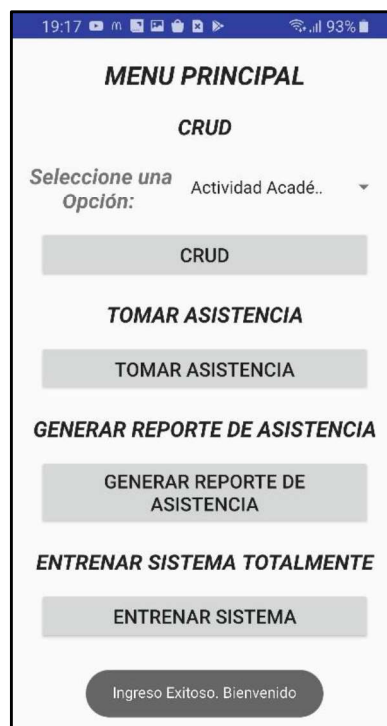 19:17 93%
MENU PRINCIPAL
CRUD
Seleccione una
Opción:
Actividad Acadé..
CRUD
TOMAR ASISTENCIA
TOMAR ASISTENCIA
GENERAR REPORTE DE ASISTENCIA
GENERAR REPORTE DE
ASISTENCIA
ENTRENAR SISTEMA TOTALMENTE
ENTRENAR SISTEMA
Ingreso Exitoso. Bienvenido